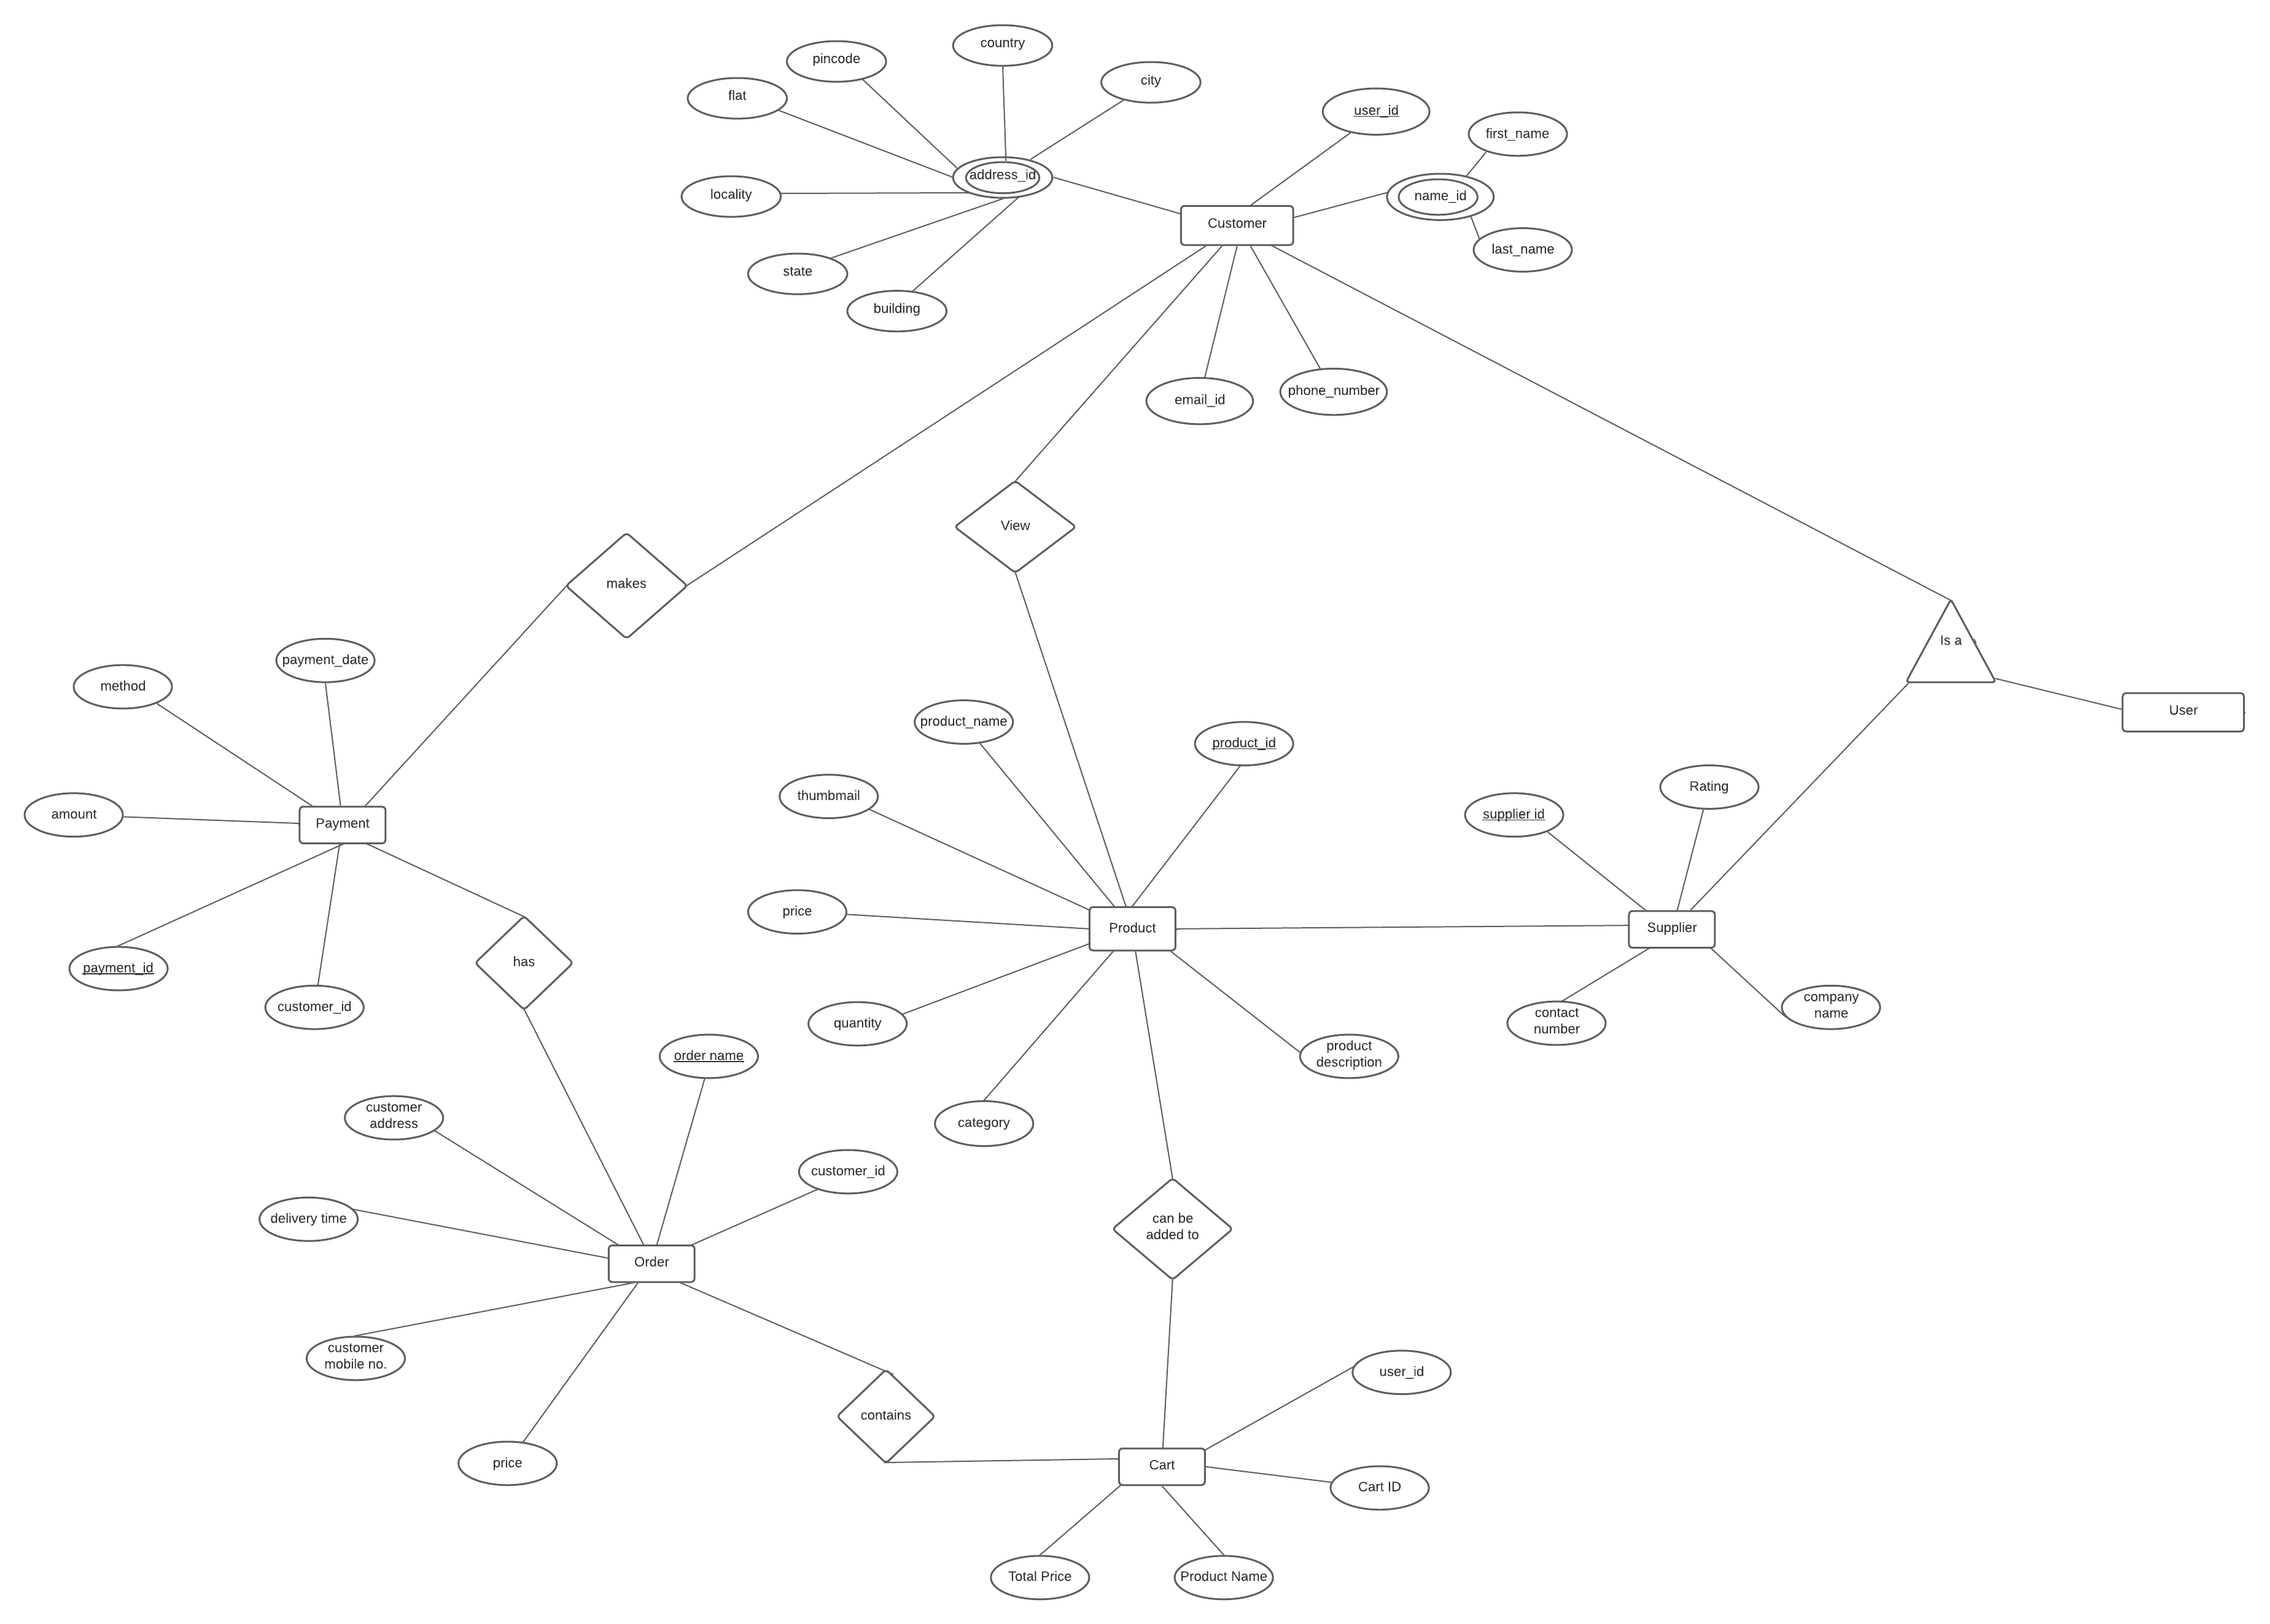 country
pincode
city
flat
user_id
first_name
address_id
locality
name_id
Customer
last_name
state
building
phone_number
email_id
View
makes
Is a
payment_date
method
User
product_name
product_id
Rating
thumbmail
amount
supplier id
Payment
price
Product
Supplier
has
payment_id
company
name
customer_id
contact
number
quantity
product
description
order name
customer
address
category
customer_id
delivery time
can be
added to
Order
customer
mobile no.
user_id
contains
price
Cart
Cart ID
Total Price
Product Name